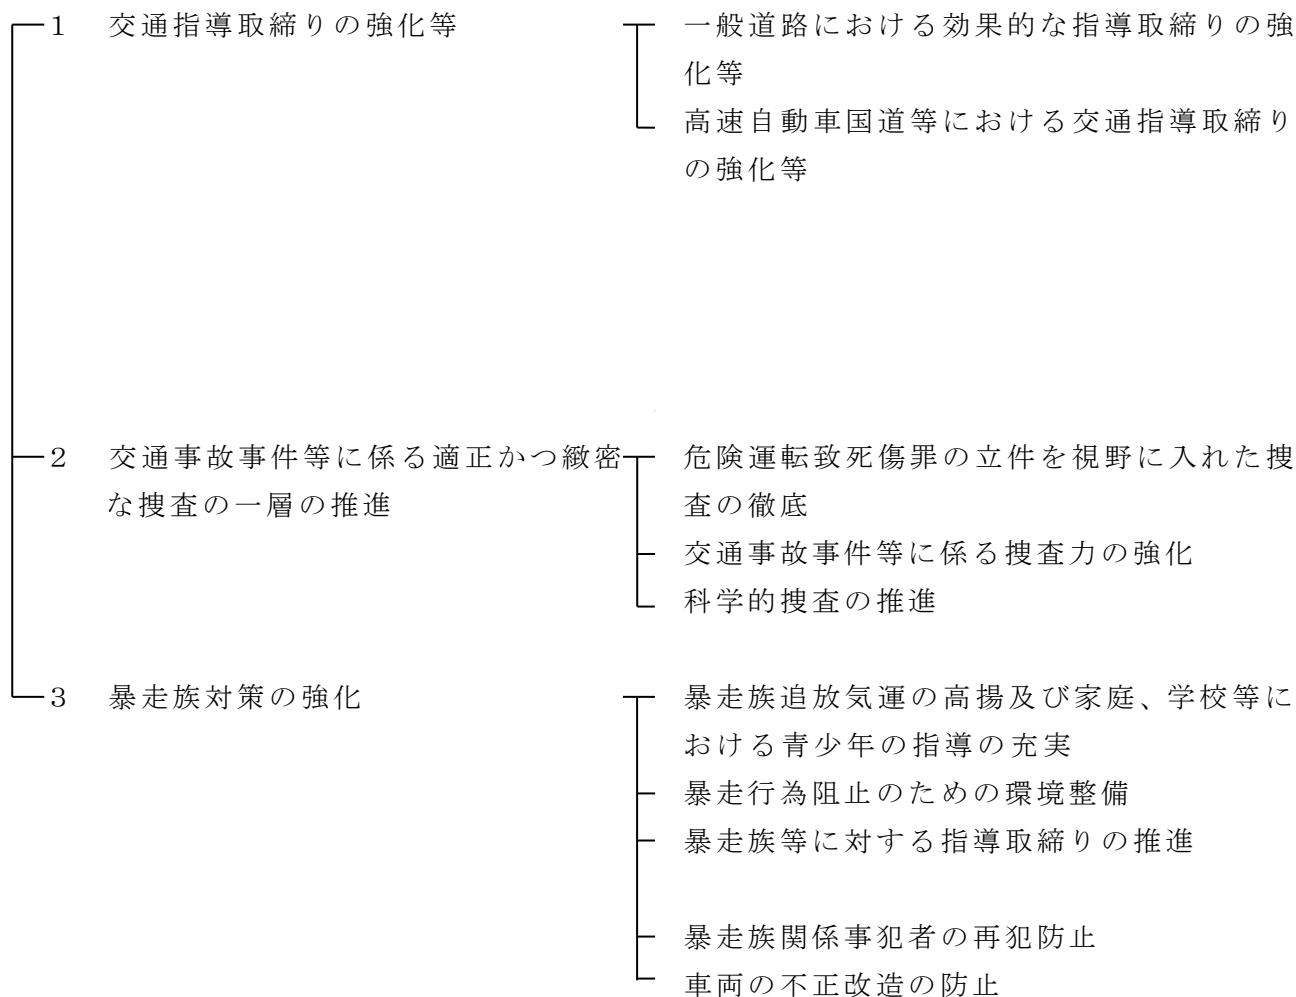 1　交通指導取締りの強化等
一般道路における効果的な指導取締りの強
化等
高速自動車国道等における交通指導取締り
の強化等
2　交通事故事件等に係る適正かつ緻密
な捜査の一層の推進
危険運転致死傷罪の立件を視野に入れた捜
査の徹底
交通事故事件等に係る捜査力の強化
科学的捜査の推進
3　暴走族対策の強化
暴走族追放気運の高揚及び家庭、学校等に
おける青少年の指導の充実
暴走行為阻止のための環境整備
暴走族等に対する指導取締りの推進
暴走族関係事犯者の再犯防止
車両の不正改造の防止